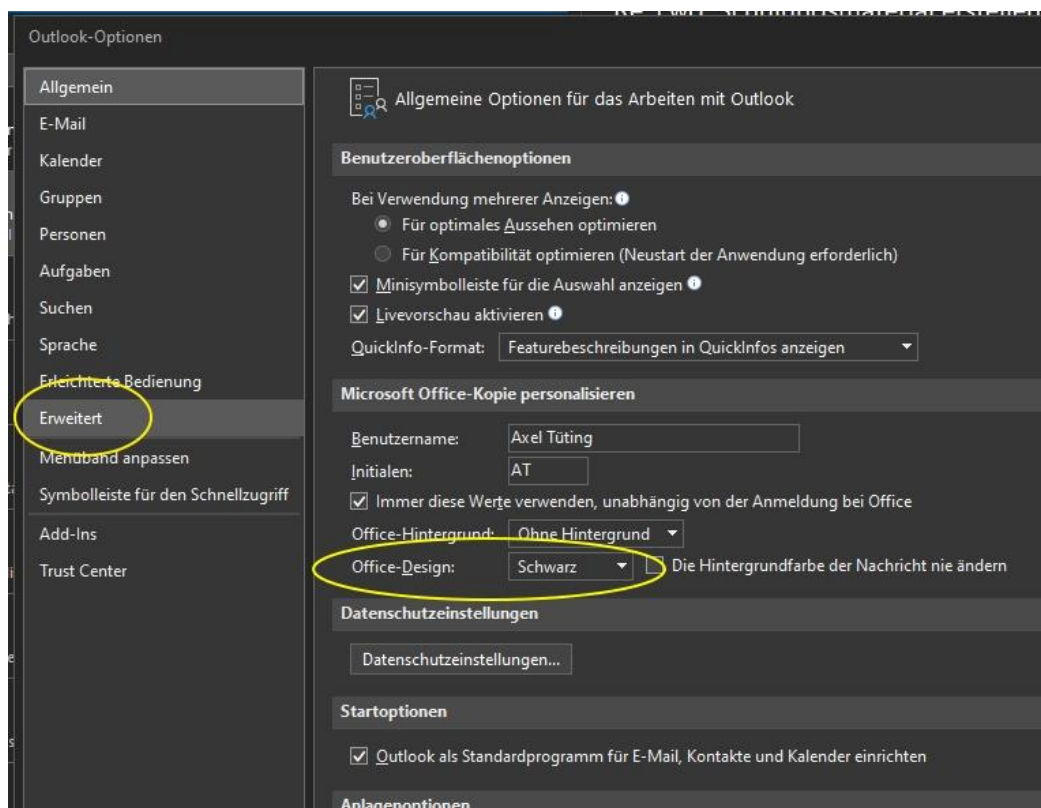 Outlook-Optionen
Allgemein
E-Mail
Kalender
Gruppen
Personen
Aufgaben
Suchen
Sprache
Erleichterte Bedienung
Erweitert
Menüband anpassen
Symbolleiste für den Schnellzugriff
Add-Ins
Trust Center
Allgemeine Optionen für das Arbeiten mit Outlook
Benutzeroberflächenoptionen
Bei Verwendung mehrerer Anzeigen:
Für optimales Aussehen optimieren
Für Kompatibilität optimieren (Neustart der Anwendung erforderlich)
Minisymbolleiste für die Auswahl anzeigen
Livevorschau aktivieren
QuickInfo-Format: Featurebeschreibungen in QuickInfos anzeigen
Microsoft Office-Kopie personalisieren
Benutzername: Axel Tüting
Initialen: AT
Immer diese Werte verwenden, unabhängig von der Anmeldung bei Office
Office-Hintergrund: Ohne Hintergrund
Office-Design: Schwarz Die Hintergrundfarbe der Nachricht nie ändern
Datenschutzeinstellungen
Datenschutzeinstellungen...
Startoptionen
Outlook als Standardprogramm für E-Mail, Kontakte und Kalender einrichten
Anlagenoptionen